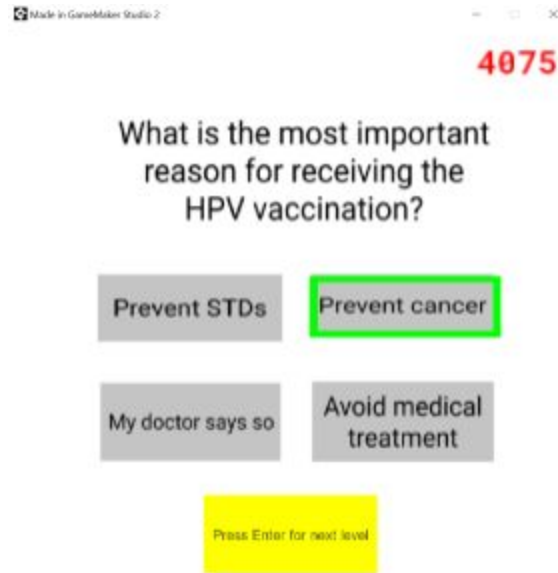 Made in GameMaker Studio 2
4075
What is the most important
reason for receiving the
HPV vaccination?
Prevent STDs
Prevent cancer
My doctor says so
Avoid medical
treatment
Press Enter for next level